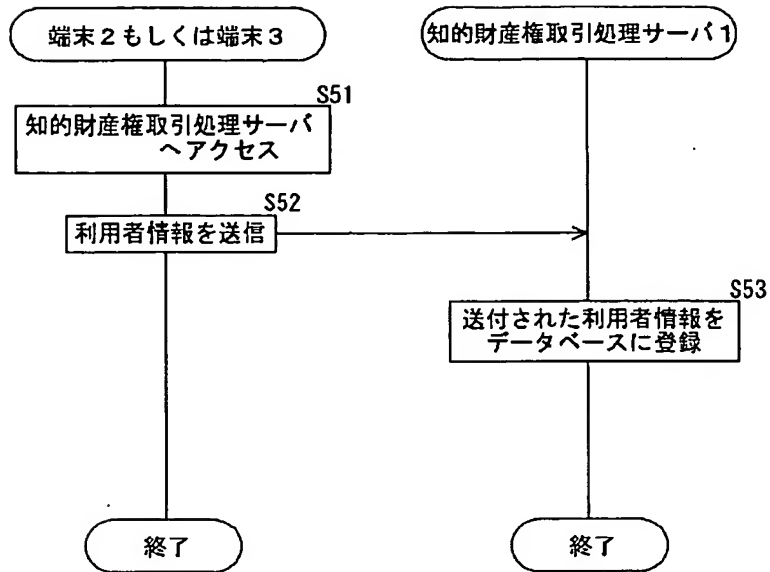 端末2もしくは端末3
知的財産権取引処理サーバ1
S51
知的財産権取引処理サーバ
へアクセス
S52
利用者情報を送信
S53
送付された利用者情報を
データベースに登録
終了
終了